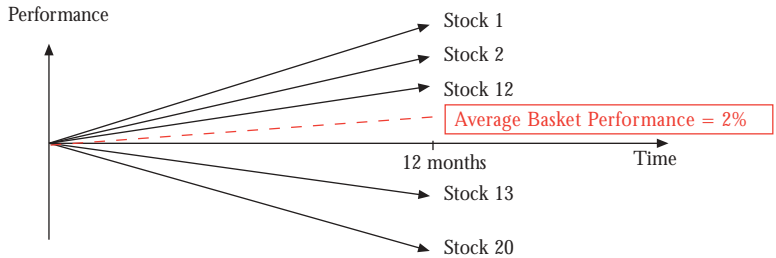 Performance
Stock 1
Stock 2
Stock 12
Average Basket Performance = 2%
12 months
Time
Stock 13
Stock 20